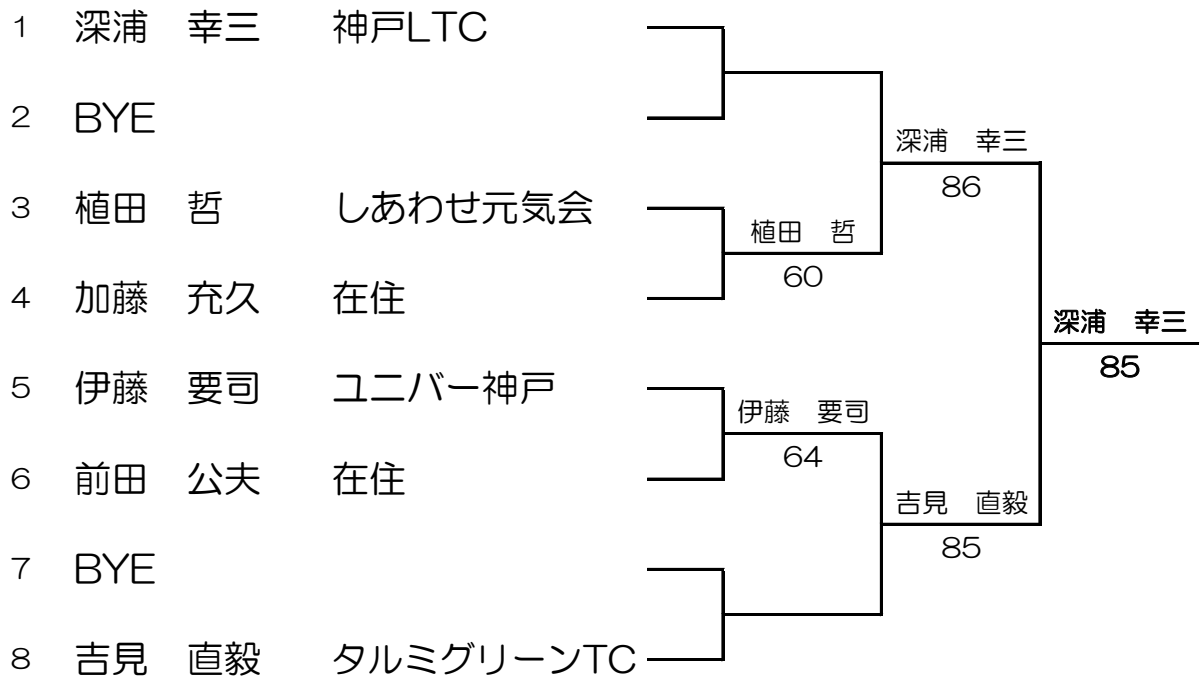 1 深浦 幸三 神戸LTC
2 BYE
3 植田 哲 しあわせ元気会
4 加藤 充久 在住
5 伊藤 要司 ユニバー神戸
6 前田 公夫 在住
7 BYE
8 吉見 直毅 タルミグリーンTC
植田 哲
60
伊藤 要司
64
深浦 幸三
86
吉見 直毅
85
深浦 幸三
85